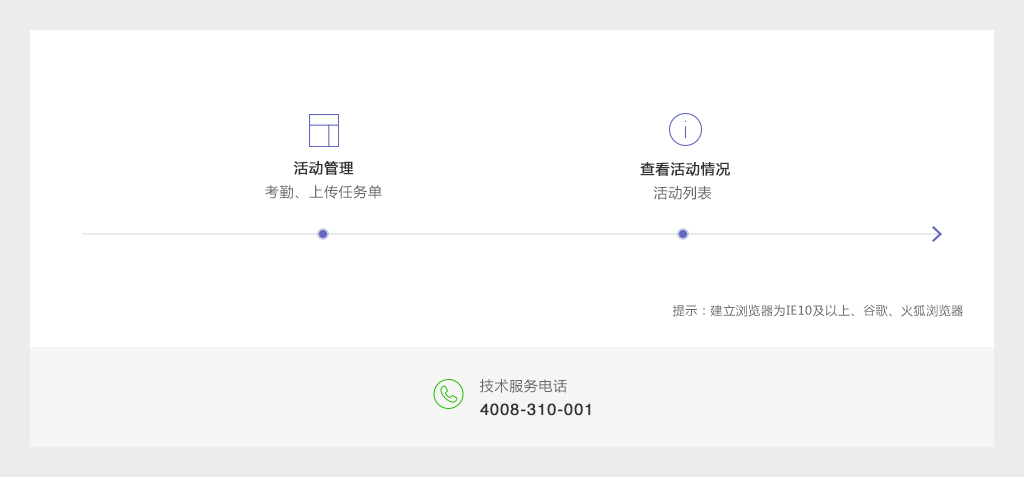 活动管理
考勤、上传任务单
查看活动情况
活动列表
提示：建立浏览器为IE10及以上、谷歌、火狐浏览器
技术服务电话
4008-310-001